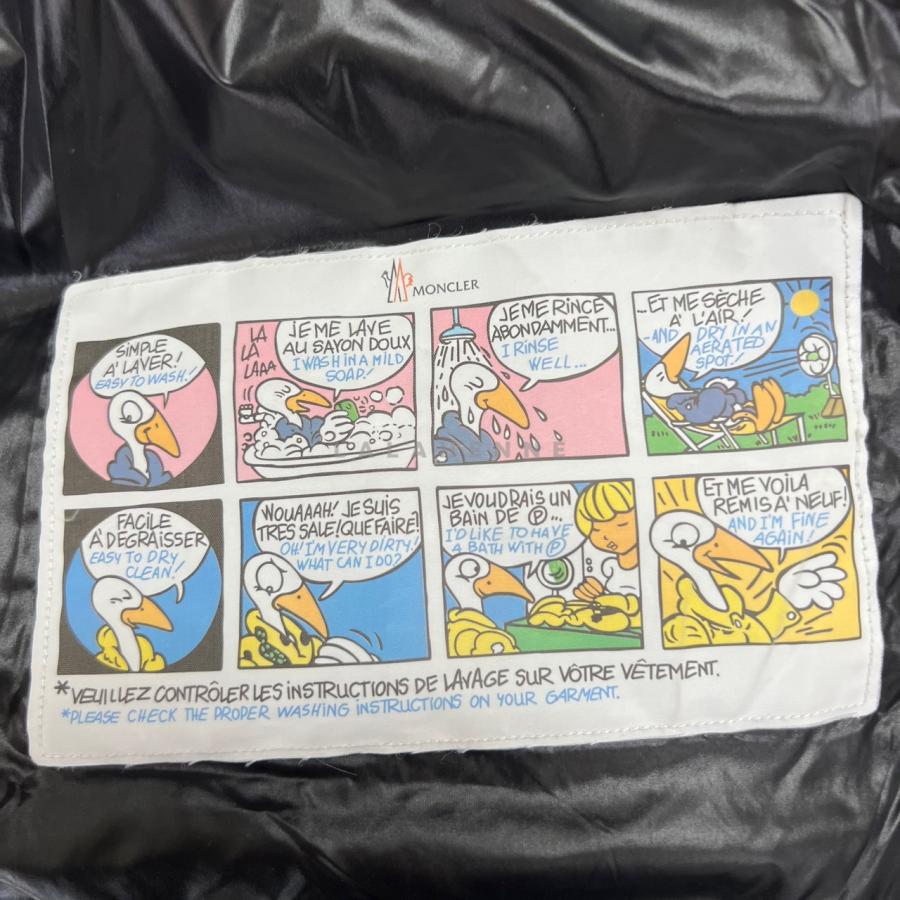 MONCLER
SIMPLE
A' LAVER!
EASY TO WASH!
LA
LA
LAAA
JE ME LAVE
AU SAYON DOUX
I WASH IN A MILD
SOAP!
JE ME RINCE
ABONDAMMENT...
I RINSE
WELL...
...ET ME SÈCHE
A' L'AIR!
-AND DRY IN AN
AERATED
SPOT!
FACILE
A' DEGRAISSER
EASY TO DRY
CLEAN!
WOUAAAH! JE SUIS
TRES SALE! QUE FAIRE?
OH! I'M VERY DIRTY!
WHAT CAN I DO?
JE VOUDRAIS UN
BAIN DE Ⓟ...
I'D LIKE TO HAVE
A BATH WITH Ⓟ
ET ME VOILA
REMIS A' NEUF!
AND I'M FINE
AGAIN!
*VEUILLEZ CONTRÔLER LES INSTRUCTIONS DE LAVAGE SUR VÔTRE VÊTEMENT.
*PLEASE CHECK THE PROPER WASHING INSTRUCTIONS ON YOUR GARMENT.